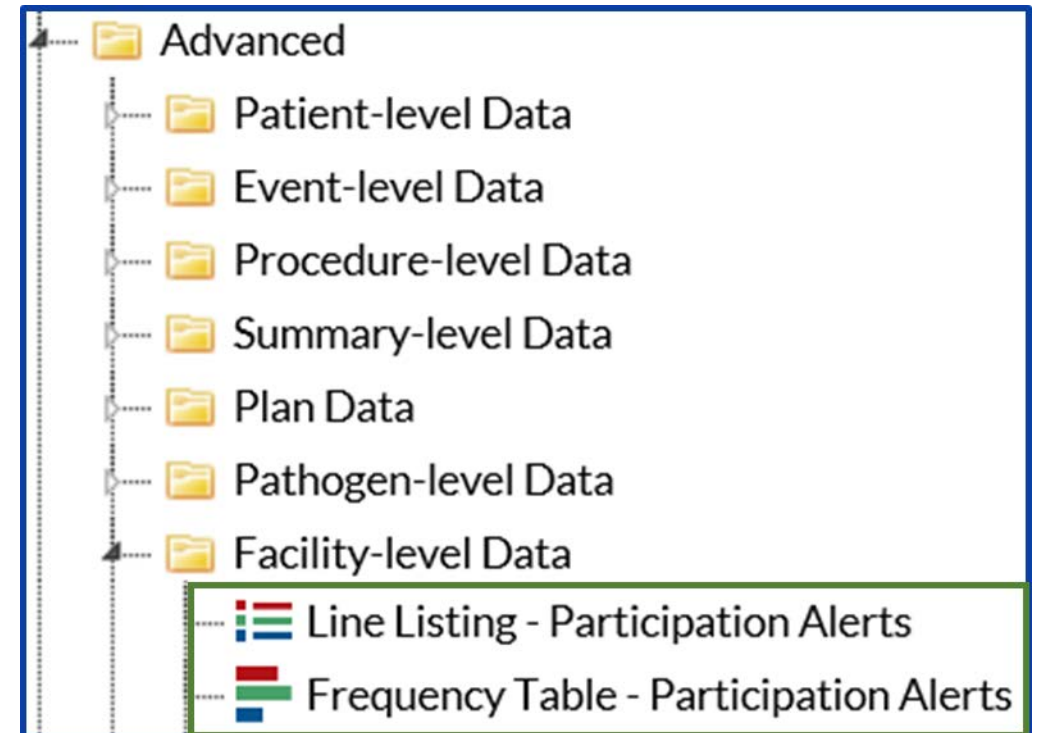 Advanced
Patient-level Data
Event-level Data
Procedure-level Data
Summary-level Data
Plan Data
Pathogen-level Data
Facility-level Data
Line Listing - Participation Alerts
Frequency Table - Participation Alerts